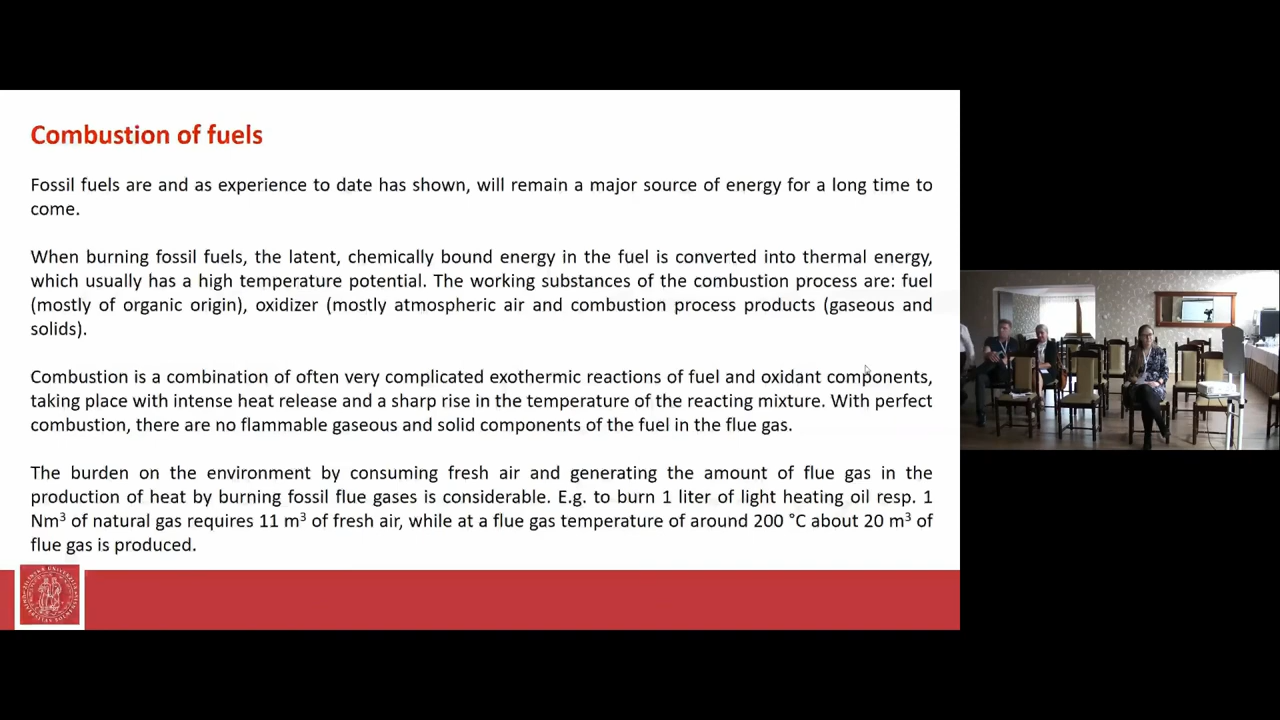 Combustion of fuels
Fossil fuels are and as experience to date has shown, will remain a major source of energy for a long time to
come.
When burning fossil fuels, the latent, chemically bound energy in the fuel is converted into thermal energy,
which usually has a high temperature potential. The working substances of the combustion process are: fuel
(mostly of organic origin), oxidizer (mostly atmospheric air and combustion process products (gaseous and
solids).
Combustion is a combination of often very complicated exothermic reactions of fuel and oxidant components,
taking place with intense heat release and a sharp rise in the temperature of the reacting mixture. With perfect
combustion, there are no flammable gaseous and solid components of the fuel in the flue gas.
The burden on the environment by consuming fresh air and generating the amount of flue gas in the
production of heat by burning fossil flue gases is considerable. E.g. to burn 1 liter of light heating oil resp. 1
Nm³ of natural gas requires 11 m³ of fresh air, while at a flue gas temperature of around 200 °C about 20 m³ of
flue gas is produced.